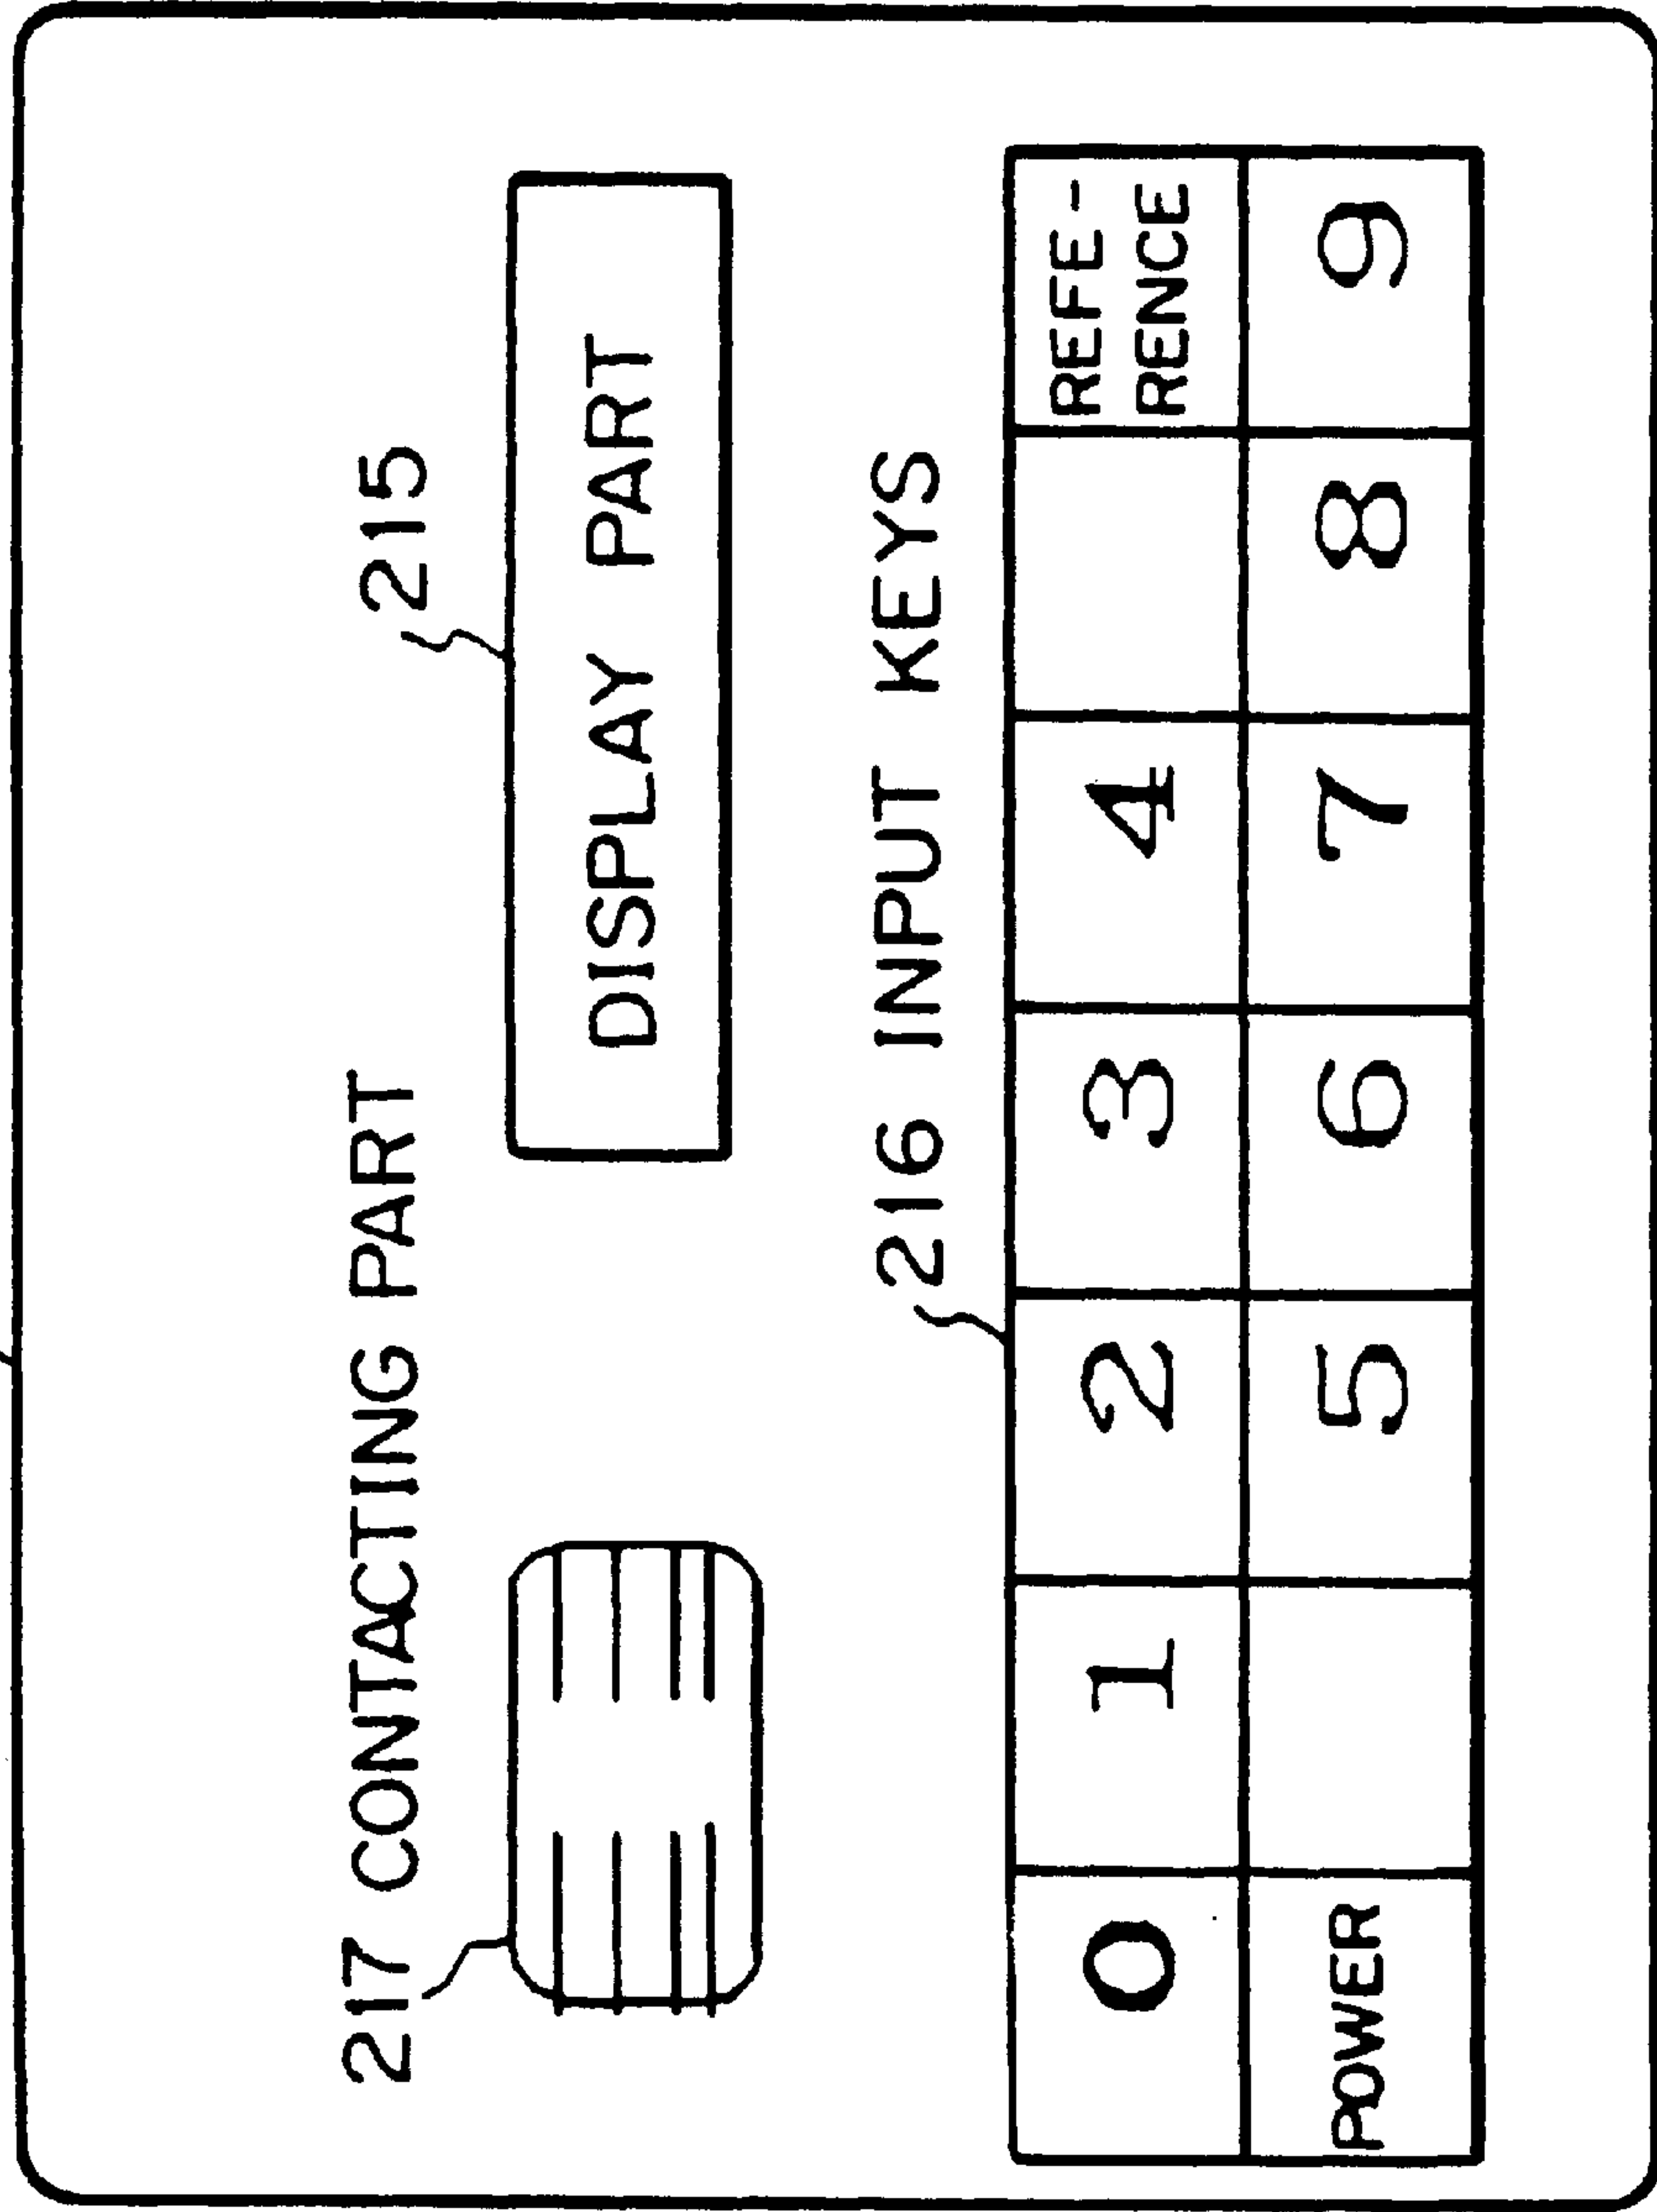 217 CONTACTING PART
215
DISPLAY PART
216 INPUT KEYS
0 1 2 3 4 REFE-
RENCE
POWER 5 6 7 8 9